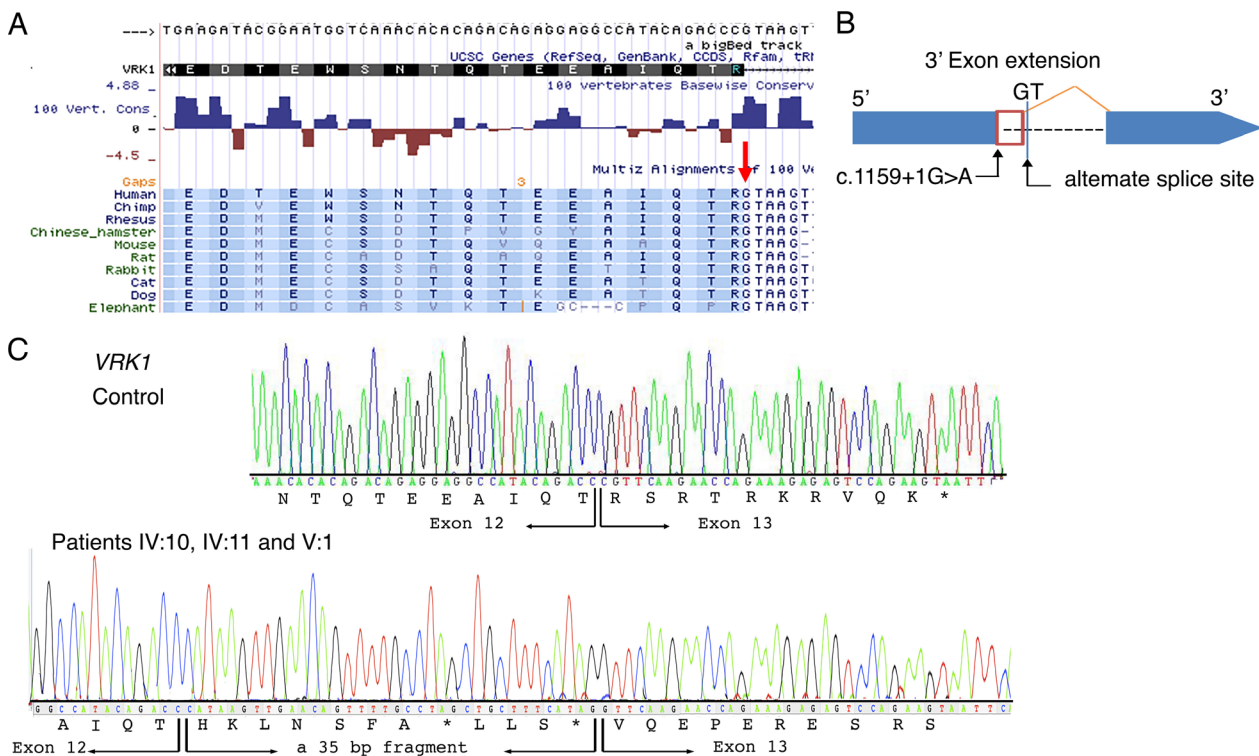 A
---> TGAAGATACGGAATGGTCAAACACACAGACAGAGGAGGCCATACAGACCCGTAAGT
a bigBed track
UCSC Genes (RefSeq, GenBank, CCDS, Rfam, tRN
VRK1 E D T E W S N T Q T E E A I Q T R
4.88 _
100 vertebrates Basewise Conserv
100 Vert. Cons
0 -
-4.5 _
Multiz Alignments of 100 Ve
Gaps 3
Human E D T E W S N T Q T E E A I Q T R G T A A G T
Chimp E D V E W S N T Q T E E A I Q T R G T A A G T
Rhesus E D M E W S D T Q T E E A I Q T R G T A A G T
Chinese_hamster E D M E C S D T P V G Y A I Q T R G T A A G -
Mouse E D M E C S D T Q V Q E A A Q T R G T A A G -
Rat E D M E C A D T Q A Q E A I Q T R G T A A G -
Rabbit E D M E C S S A Q T E E T I Q T R G T A A G T
Cat E D M E C S D T Q T E E A T Q T R G T A A G T
Dog E D M E C S D T Q T K E A T Q T R G T A A G T
Elephant E D M D C A S V K T E GC---C P Q P R G T A A G T
B
3′ Exon extension
GT
5′ 3′
c.1159+1G>A alternate splice site
C
VRK1
Control
AAACACACAGACAGAGGAGGCCATACAGACCCGTTCAAGAACCAGAAAGAGAGTCCAGAAGTAATTC
N T Q T E E A I Q T R S R T R K R V Q K *
Exon 12 Exon 13
Patients IV:10, IV:11 and V:1
GGCCATACAGACCCATAAGTTGAACAGTTTTGCCTAGCTGCTTTCATAGGTTCAAGAACCAGAAAGAGAGTCCAGAAGTAATTCA
A I Q T H K L N S F A * L L S * V Q E P E R E S R S
Exon 12 a 35 bp fragment Exon 13